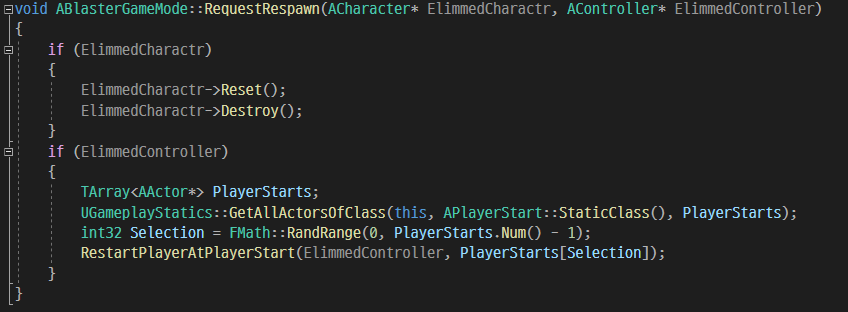 void ABlasterGameMode::RequestRespawn(ACharacter* ElimmedCharactr, AController* ElimmedController)
{
if (ElimmedCharactr)
{
ElimmedCharactr->Reset();
ElimmedCharactr->Destroy();
}
if (ElimmedController)
{
TArray<AActor*> PlayerStarts;
UGameplayStatics::GetAllActorsOfClass(this, APlayerStart::StaticClass(), PlayerStarts);
int32 Selection = FMath::RandRange(0, PlayerStarts.Num() - 1);
RestartPlayerAtPlayerStart(ElimmedController, PlayerStarts[Selection]);
}
}